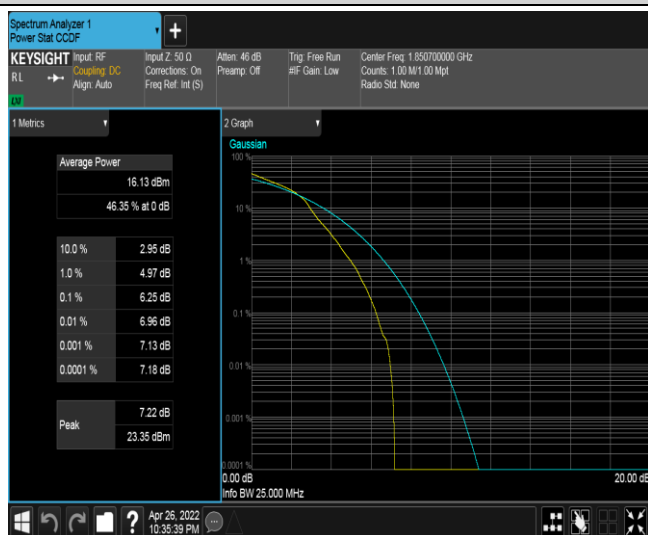 Spectrum Analyzer 1
Power Stat CCDF
+
KEYSIGHT
RL
Input: RF
Coupling: DC
Align: Auto
Input Z: 50 Ω
Corrections: On
Freq Ref: Int (S)
Atten: 46 dB
Preamp: Off
Trig: Free Run
#IF Gain: Low
Center Freq: 1.850700000 GHz
Counts: 1.00 M/1.00 Mpt
Radio Std: None
1 Metrics
Average Power
16.13 dBm
46.35 % at 0 dB
10.0 % 2.95 dB
1.0 % 4.97 dB
0.1 % 6.25 dB
0.01 % 6.96 dB
0.001 % 7.13 dB
0.0001 % 7.18 dB
Peak
7.22 dB
23.35 dBm
2 Graph
Gaussian
100 %
10 %
1 %
0.1 %
0.01 %
0.001 %
0.0001 %
0.00 dB 20.00 dB
Info BW 25.000 MHz
?
Apr 26, 2022
10:35:39 PM